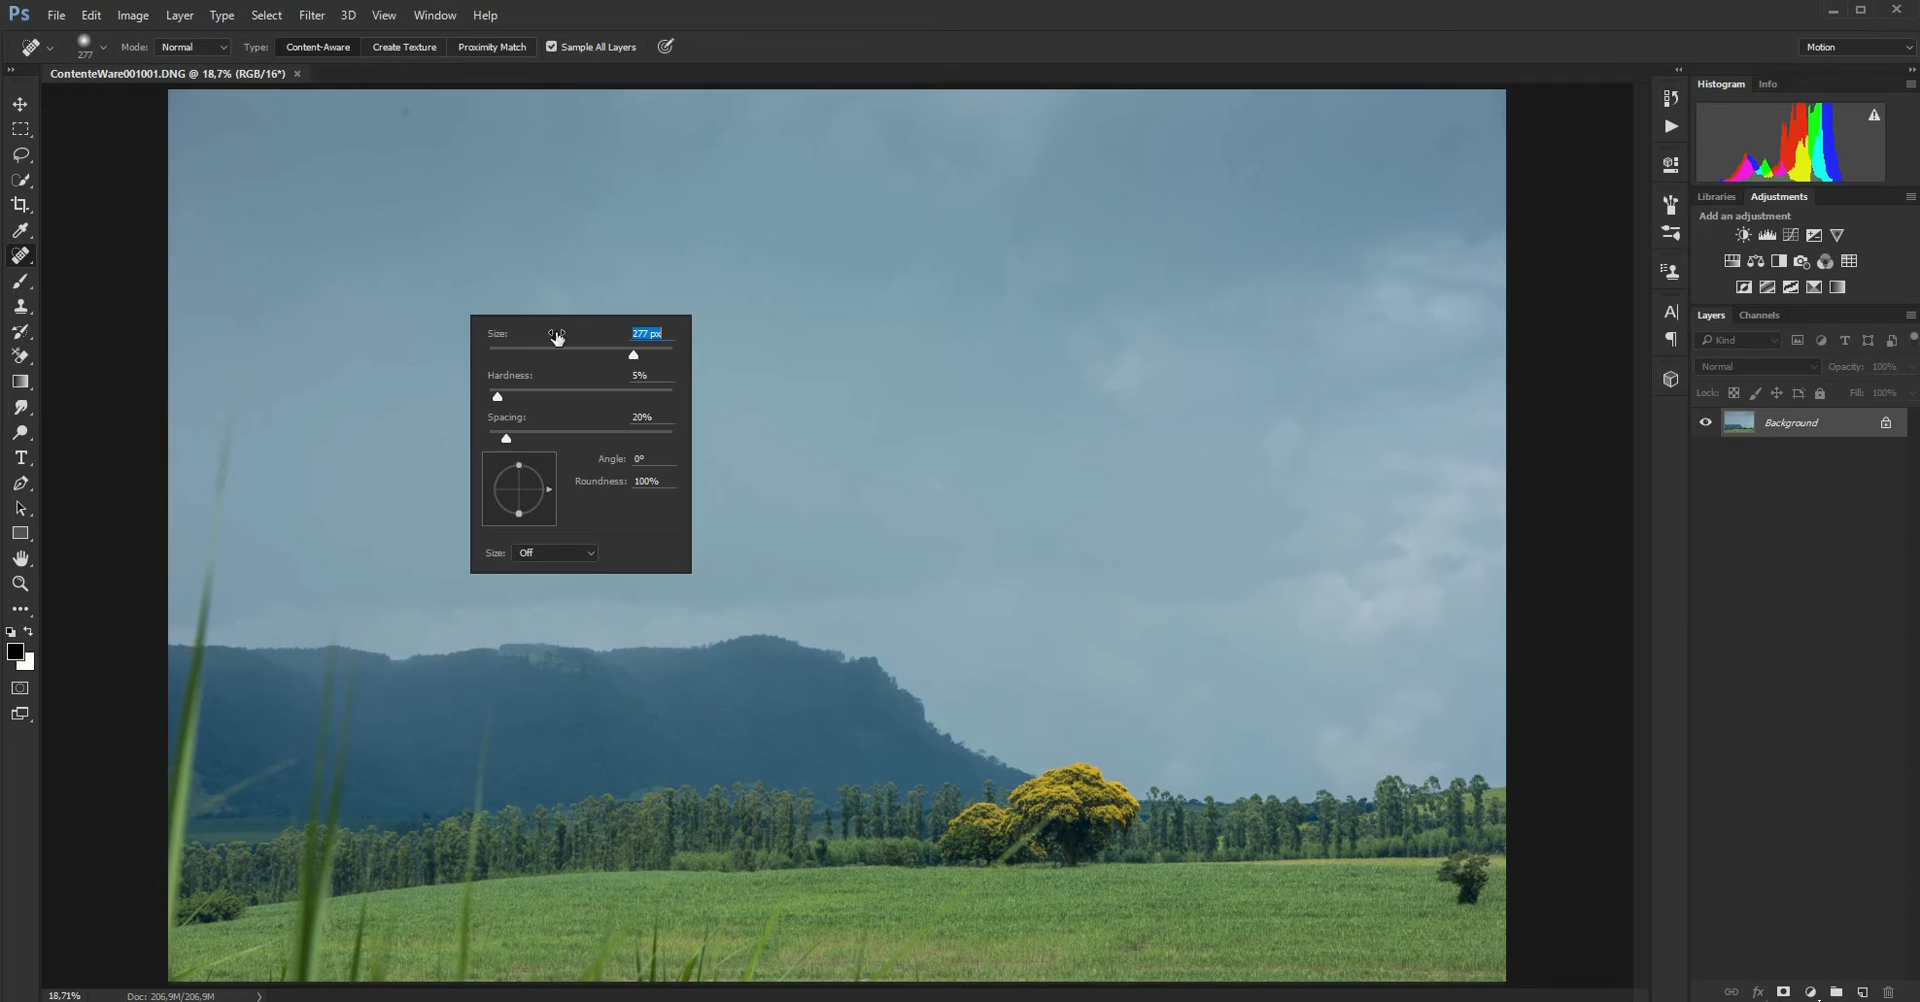 Ps File Edit Image Layer Type Select Filter 3D View Window Help
277 Mode: Normal Type: Content-Aware Create Texture Proximity Match Sample All Layers Motion
ContenteWare001001.DNG @ 18,7% (RGB/16*) ×
Histogram Info
Libraries Adjustments
Add an adjustment
Layers Channels
Kind
Normal Opacity: 100%
Lock: Fill: 100%
Background
Size: 277 px
Hardness: 5%
Spacing: 20%
Angle: 0º
Roundness: 100%
Size: Off
18,71% Doc: 206,9M/206,9M